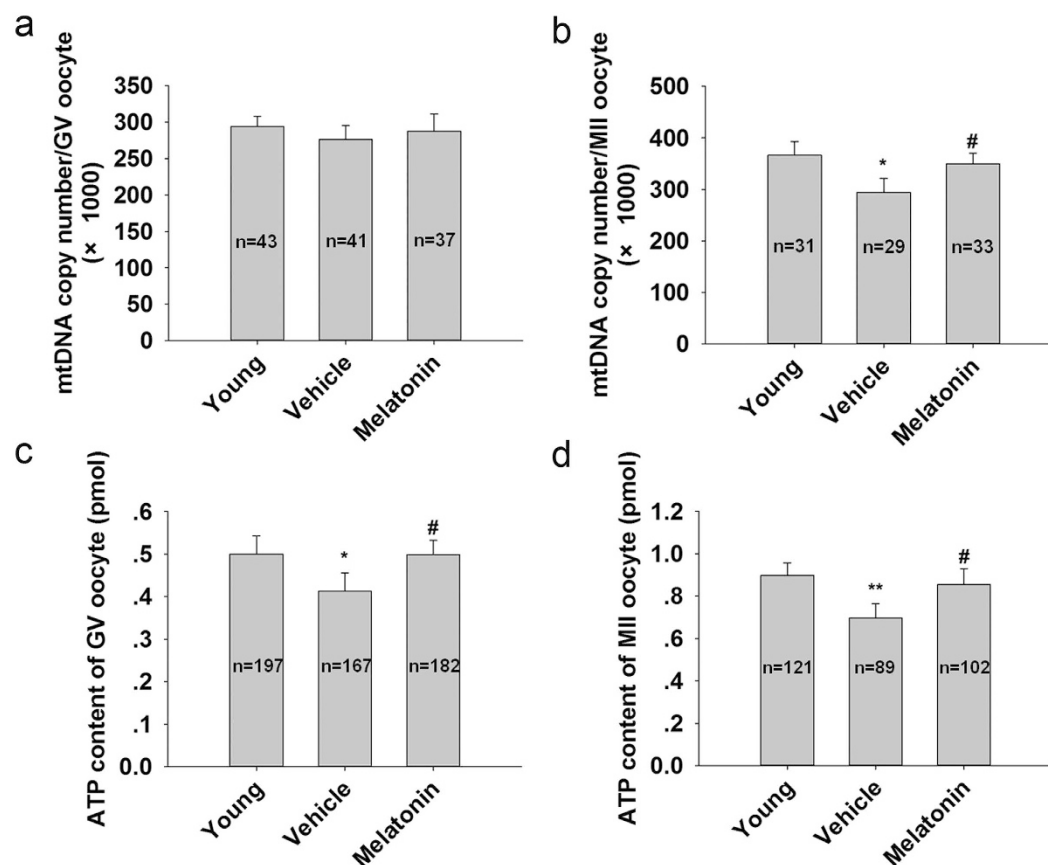 a
mtDNA copy number/GV oocyte
(× 1000)
350
300
250
200
150
100
50
0
n=43
n=41
n=37
Young
Vehicle
Melatonin
b
mtDNA copy number/MII oocyte
(× 1000)
500
400
300
400
100
0
*
#
n=31
n=29
n=33
Young
Vehicle
Melatonin
c
ATP content of GV oocyte (pmol)
.6
.5
.4
.3
.2
.1
0.0
*
#
n=197
n=167
n=182
Young
Vehicle
Melatonin
d
ATP content of MII oocyte (pmol)
1.2
1.0
0.8
0.6
.4
.2
0.0
**
#
n=121
n=89
n=102
Young
Vehicle
Melatonin